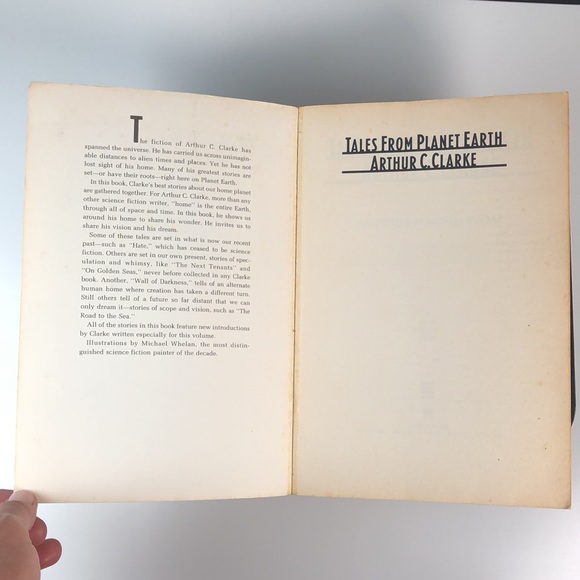 The fiction of Arthur C. Clarke has
spanned the universe. He has carried us across unimagin-
able distances to alien times and places. Yet he has not
lost sight of his home. Many of his greatest stories are
set—or have their roots—right here on Planet Earth.
In this book, Clarke's best stories about our home planet
are gathered together. For Arthur C. Clarke, more than any
other science fiction writer, "home" is the entire Earth,
through all of space and time. In this book, he shows us
around his home to share his wonder. He invites us to
share his vision and his dream.
Some of these tales are set in what is now our recent
past—such as "Hate," which has ceased to be science
fiction. Others are set in our own present, stories of spec-
ulation and whimsy, like "The Next Tenants" and
"On Golden Seas," never before collected in any Clarke
book. Another, "Wall of Darkness," tells of an alternate
human home where creation has taken a different turn.
Still others tell of a future so far distant that we can
only dream it—stories of scope and vision, such as "The
Road to the Sea."
All of the stories in this book feature new introductions
by Clarke written especially for this volume.
Illustrations by Michael Whelan, the most distin-
guished science fiction painter of the decade.
TALES FROM PLANET EARTH
ARTHUR C. CLARKE